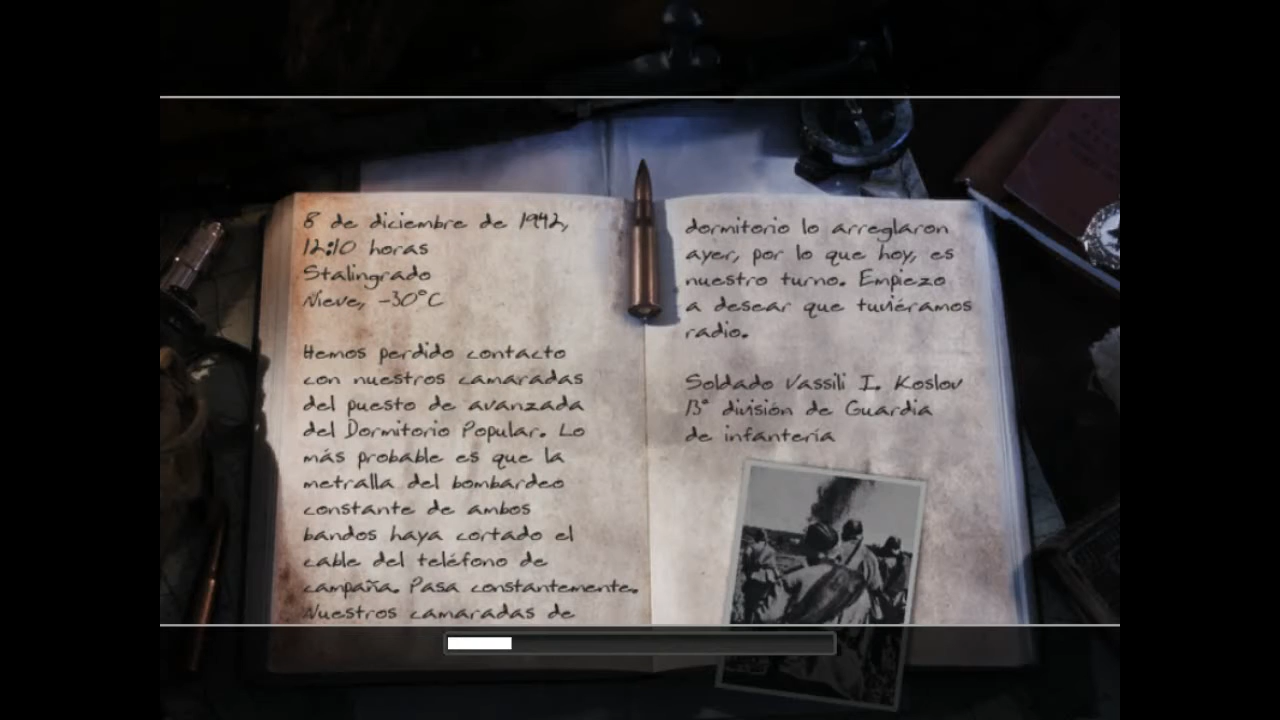 8 de diciembre de 1942,
12:10 horas
Stalingrado
Nieve, -30°C
Hemos perdido contacto
con nuestros camaradas
del puesto de avanzada
del Dormitorio Popular. Lo
más probable es que la
metralla del bombardeo
constante de ambos
bandos haya cortado el
cable del teléfono de
campaña. Pasa constantemente.
Nuestros camaradas de
dormitorio lo arreglaron
ayer, por lo que hoy, es
nuestro turno. Empiezo
a desear que tuviéramos
radio.
Soldado Vassili I. Koslov
13ª división de Guardia
de infantería